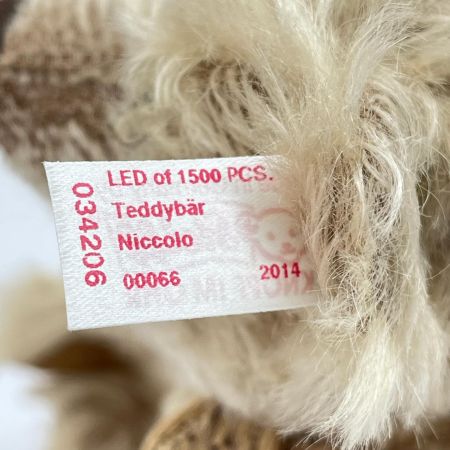 LED of 1500 PCS.
Teddybär
Niccolo
00066 2014
034206